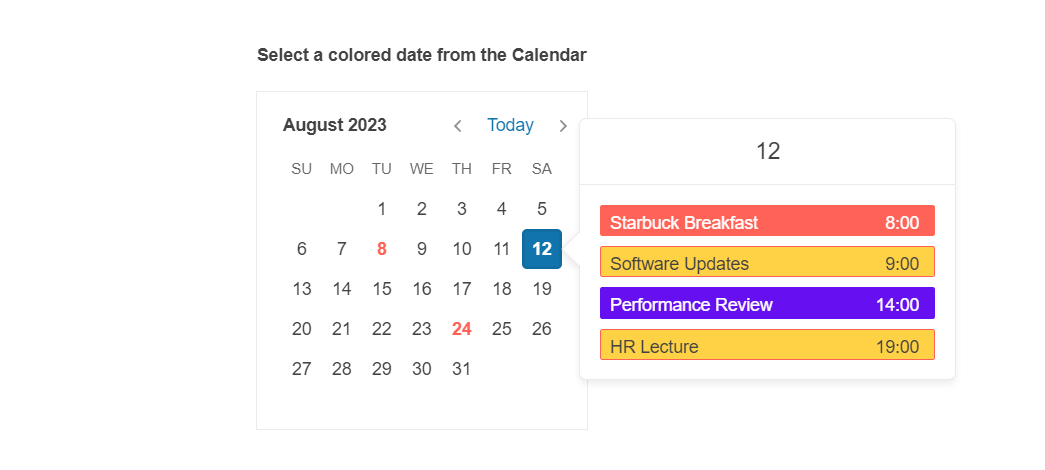 Select a colored date from the Calendar
August 2023 Today
SU MO TU WE TH FR SA
1 2 3 4 5
6 7 8 9 10 11 12
13 14 15 16 17 18 19
20 21 22 23 24 25 26
27 28 29 30 31
12
Starbuck Breakfast 8:00
Software Updates 9:00
Performance Review 14:00
HR Lecture 19:00